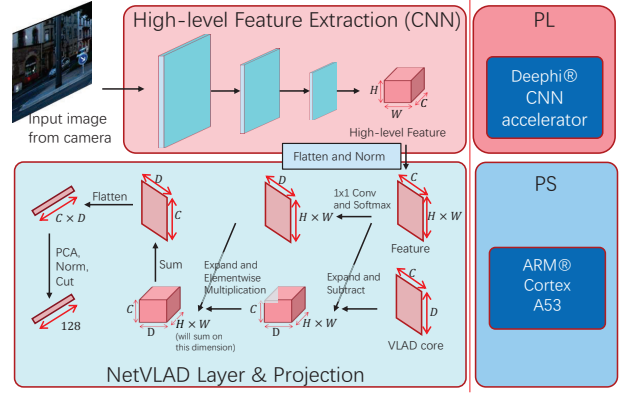 High-level Feature Extraction (CNN)
PL
Input image
from camera
H
W
C
High-level Feature
Deephi®
CNN
accelerator
Flatten and Norm
PS
Flatten
C × D
D
C
D
H × W
1x1 Conv
and Softmax
C
H × W
Feature
PCA,
Norm,
Cut
Sum
Expand and
Elementwise
Multiplication
Expand and
Subtract
ARM®
Cortex
A53
128
C
D
H × W
(will sum on
this dimension)
C
D
H × W
C
D
VLAD core
NetVLAD Layer & Projection